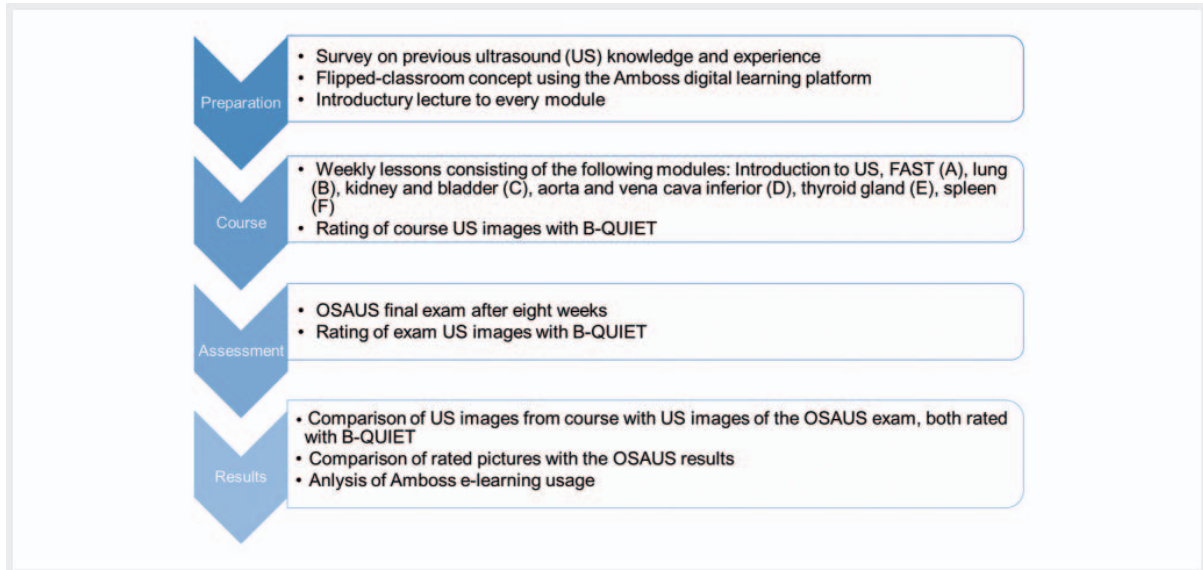 Preparation
• Survey on previous ultrasound (US) knowledge and experience
• Flipped-classroom concept using the Amboss digital learning platform
• Introductury lecture to every module
Course
• Weekly lessons consisting of the following modules: Introduction to US, FAST (A), lung
(B), kidney and bladder (C), aorta and vena cava inferior (D), thyroid gland (E), spleen
(F)
• Rating of course US images with B-QUIET
Assessment
• OSAUS final exam after eight weeks
• Rating of exam US images with B-QUIET
Results
• Comparison of US images from course with US images of the OSAUS exam, both rated
with B-QUIET
• Comparison of rated pictures with the OSAUS results
• Anlysis of Amboss e-learning usage